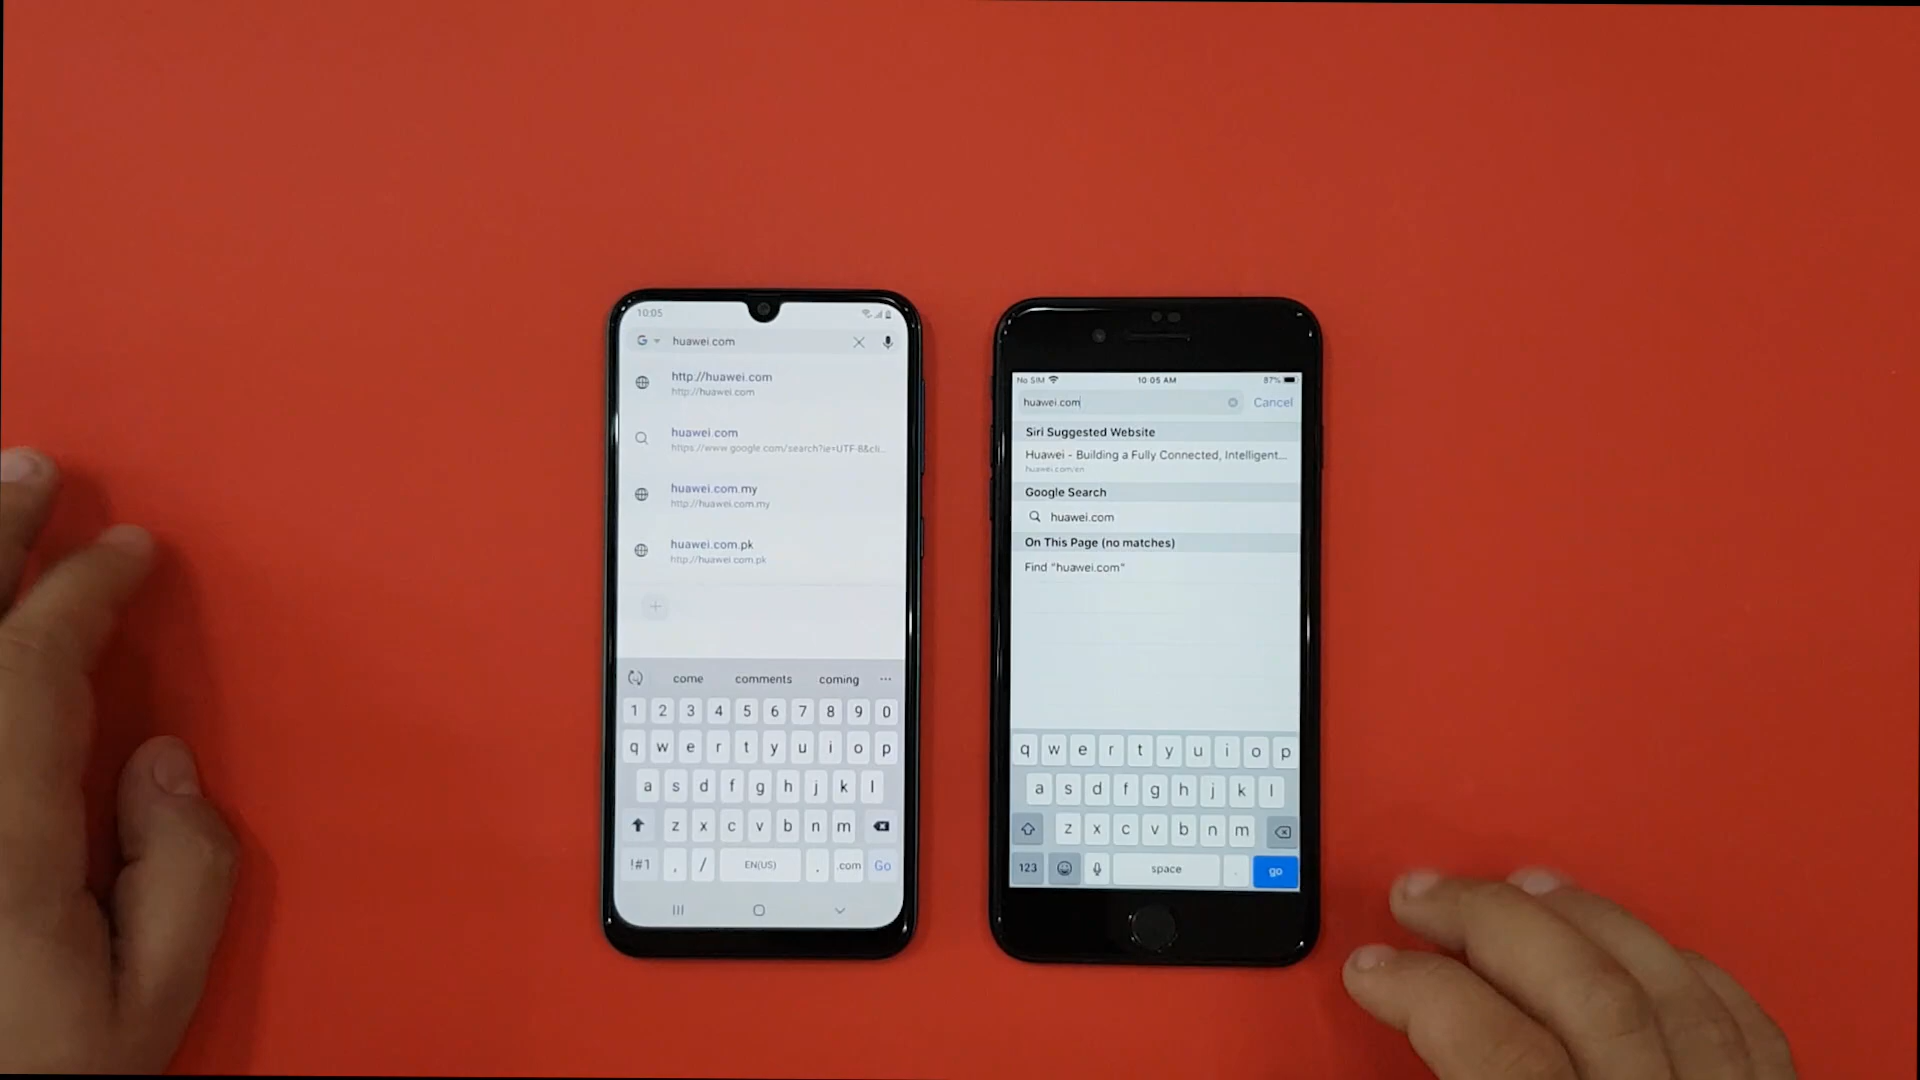 10:05
G huawei.com
http://huawei.com
http://huawei.com
huawei.com
https://www.google.com/search?ie=UTF-8&cli...
huawei.com.my
http://huawei.com.my
huawei.com.pk
http://huawei.com.pk
+
come comments coming ...
1 2 3 4 5 6 7 8 9 0
q w e r t y u i o p
a s d f g h j k l
z x c v b n m
!#1 , / EN(US) . .com Go
No SIM 10:05 AM 87%
huawei.com Cancel
Siri Suggested Website
Huawei - Building a Fully Connected, Intelligent...
huawei.com/en
Google Search
huawei.com
On This Page (no matches)
Find "huawei.com"
q w e r t y u i o p
a s d f g h j k l
z x c v b n m
123 space . go